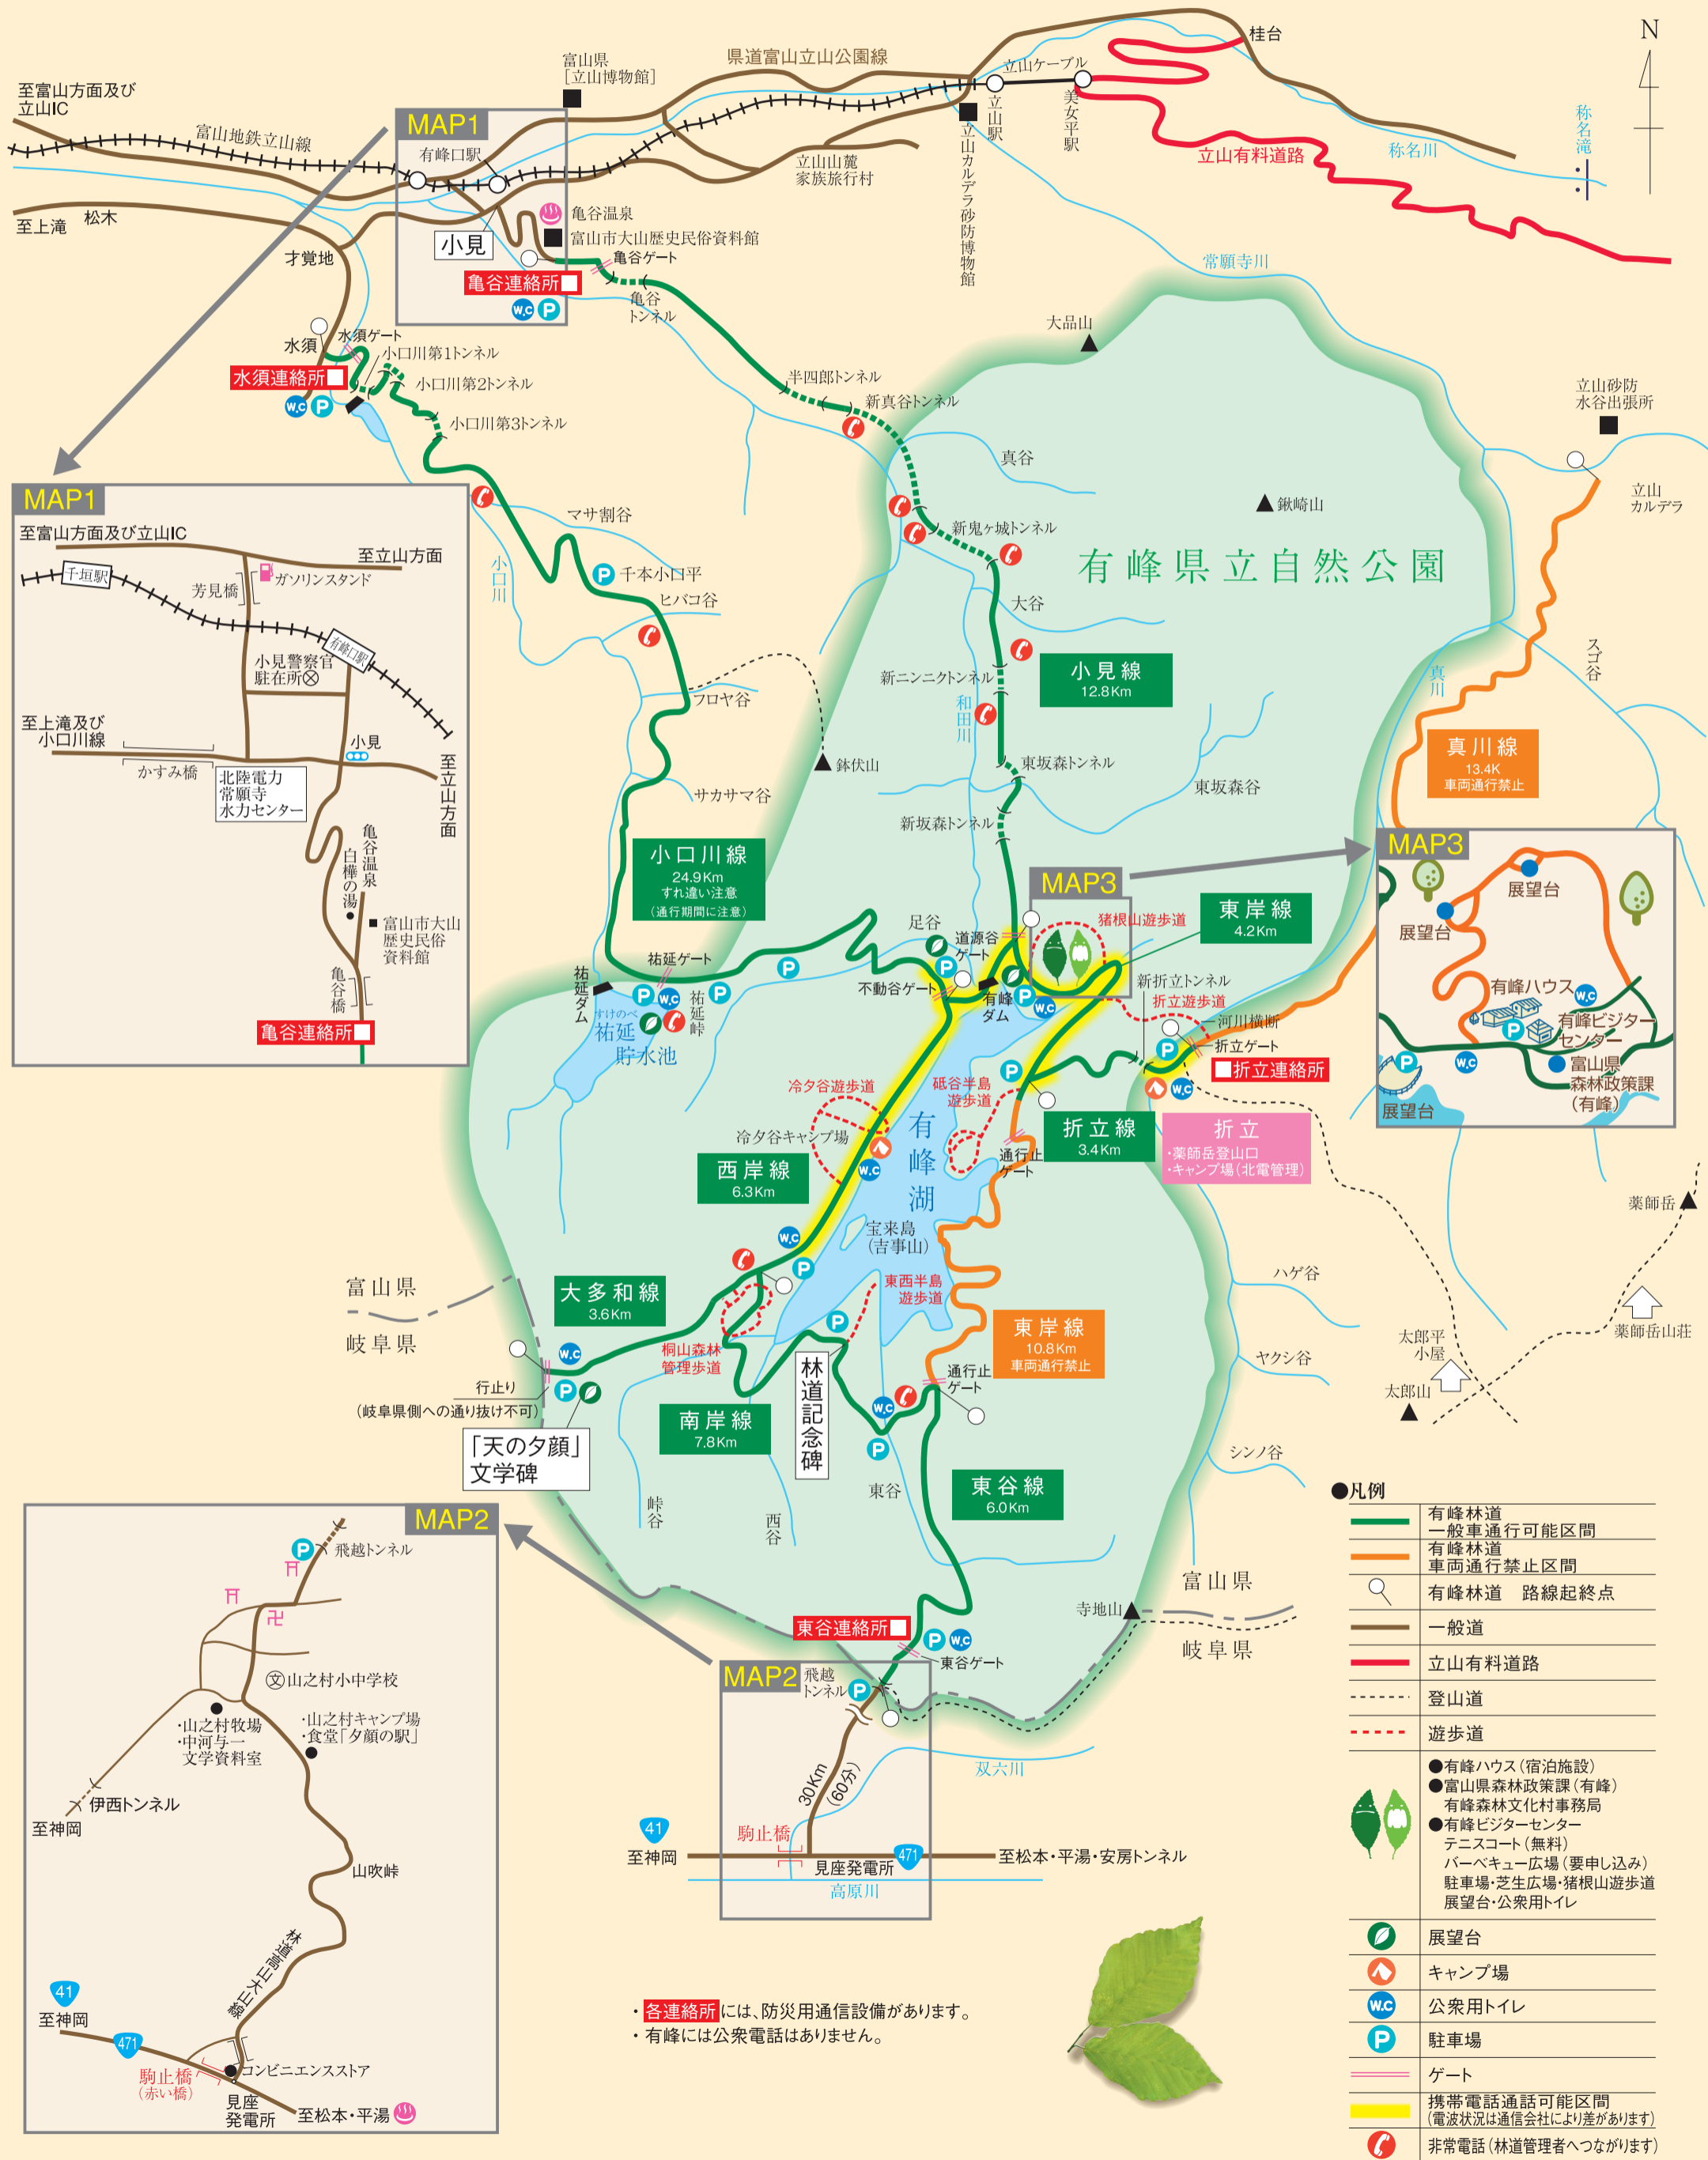 至富山方面及び
立山IC
富山地鉄立山線
富山県
[立山博物館]
県道富山立山公園線
立山ケーブル
桂台
N
MAP1
有峰口駅
立山駅
美女平駅
立山カルデラ砂防博物館
立山山麓
家族旅行村
立山有料道路
称名川
称名滝
至上滝
松木
才覚地
小見
亀谷温泉
富山市大山歴史民俗資料館
亀谷ゲート
亀谷連絡所
W.C P
亀谷
トンネル
常願寺川
大品山
水須
水須ゲート
水須連絡所
W.C P
小口川第1トンネル
小口川第2トンネル
小口川第3トンネル
半四郎トンネル
新真谷トンネル
真谷
鍬崎山
立山砂防
水谷出張所
立山
カルデラ
新鬼ヶ城トンネル
有峰県立自然公園
大谷
マサ割谷
小口川
P 千本小口平
ヒバコ谷
フロヤ谷
サカサマ谷
鉢伏山
新ニンニクトンネル
和田川
小見線
12.8Km
東坂森トンネル
東坂森谷
新坂森トンネル
真川
スゴ谷
真川線
13.4K
車両通行禁止
小口川線
24.9Km
すれ違い注意
(通行期間に注意)
MAP3
猪根山遊歩道
東岸線
4.2Km
足谷
道源谷
ゲート
不動谷ゲート
有峰
ダム
新折立トンネル
折立遊歩道
河川横断
折立ゲート
折立連絡所
祐延ダム
祐延ゲート
祐延峠
すけのべ
祐延
貯水池
冷夕谷遊歩道
砥谷半島
遊歩道
冷夕谷キャンプ場
有峰湖
折立線
3.4Km
折立
・薬師岳登山口
・キャンプ場(北電管理)
通行止
ゲート
西岸線
6.3Km
宝来島
(吉事山)
東西半島
遊歩道
富山県
岐阜県
大多和線
3.6Km
桐山森林
管理歩道
東岸線
10.8Km
車両通行禁止
通行止
ゲート
行止り
(岐阜県側への通り抜け不可)
「天の夕顔」
文学碑
南岸線
7.8Km
林道記念碑
東谷線
6.0Km
峠谷
西谷
東谷
ハゲ谷
ヤクシ谷
シンノ谷
薬師岳
薬師岳山荘
太郎平
小屋
太郎山
東谷連絡所
P W.C
東谷ゲート
寺地山
富山県
岐阜県
MAP2
飛越
トンネル
P
30Km
(60分)
双六川
41
至神岡
駒止橋
見座発電所
471
至松本・平湯・安房トンネル
高原川
MAP1
至富山方面及び立山IC
至立山方面
千垣駅
芳見橋
ガソリンスタンド
有峰口駅
小見警察官
駐在所
至上滝及び
小口川線
かすみ橋
小見
北陸電力
常願寺
水力センター
至立山方面
亀谷温泉
白樺の湯
富山市大山
歴史民俗
資料館
亀谷橋
亀谷連絡所
MAP3
展望台
展望台
有峰ハウス
W.C
有峰ビジター
センター
P
W.C
富山県
森林政策課
(有峰)
展望台
MAP2
P
飛越トンネル
文 山之村小中学校
・山之村牧場
・中河与一
文学資料室
・山之村キャンプ場
・食堂「夕顔の駅」
伊西トンネル
至神岡
山吹峠
林道高山大山線
41
至神岡
471
駒止橋
(赤い橋)
コンビニエンスストア
見座
発電所
至松本・平湯
・各連絡所には、防災用通信設備があります。
・有峰には公衆電話はありません。
●凡例
有峰林道
一般車通行可能区間
有峰林道
車両通行禁止区間
有峰林道 路線起終点
一般道
立山有料道路
登山道
遊歩道
●有峰ハウス(宿泊施設)
●富山県森林政策課(有峰)
有峰森林文化村事務局
●有峰ビジターセンター
テニスコート(無料)
バーベキュー広場(要申し込み)
駐車場・芝生広場・猪根山遊歩道
展望台・公衆用トイレ
展望台
キャンプ場
W.C 公衆用トイレ
P 駐車場
ゲート
携帯電話通話可能区間
(電波状況は通信会社により差があります)
非常電話(林道管理者へつながります)